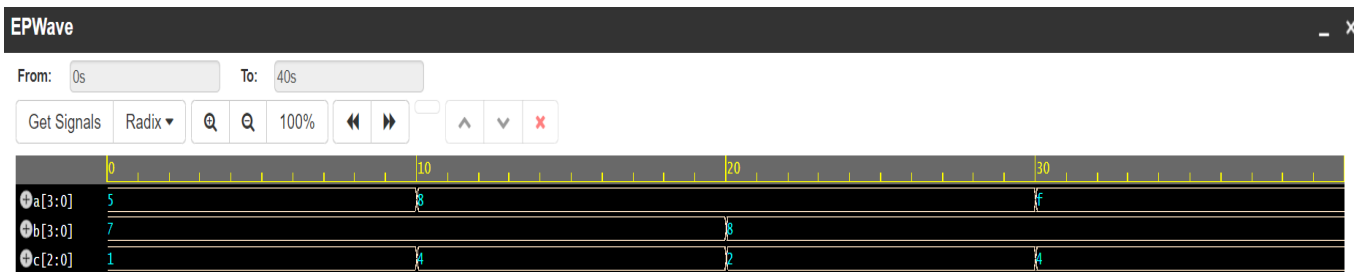 EPWave
From: 0s To: 40s
Get Signals Radix 100%
0 10 20 30
a[3:0] 5 8 f
b[3:0] 7 8
c[2:0] 1 4 2 4